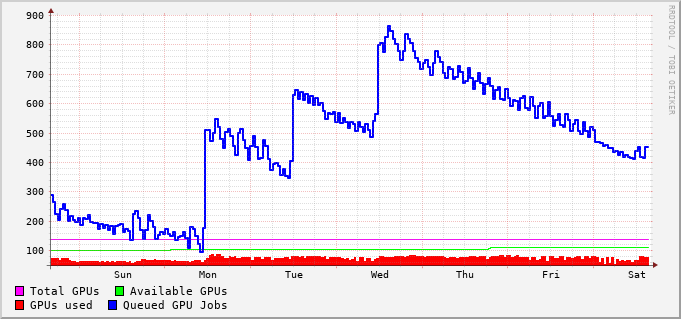 900
800
700
600
500
400
300
200
100
Sun Mon Tue Wed Thu Fri Sat
Total GPUs Available GPUs
GPUs used Queued GPU Jobs
RRDTOOL / TOBI OETIKER